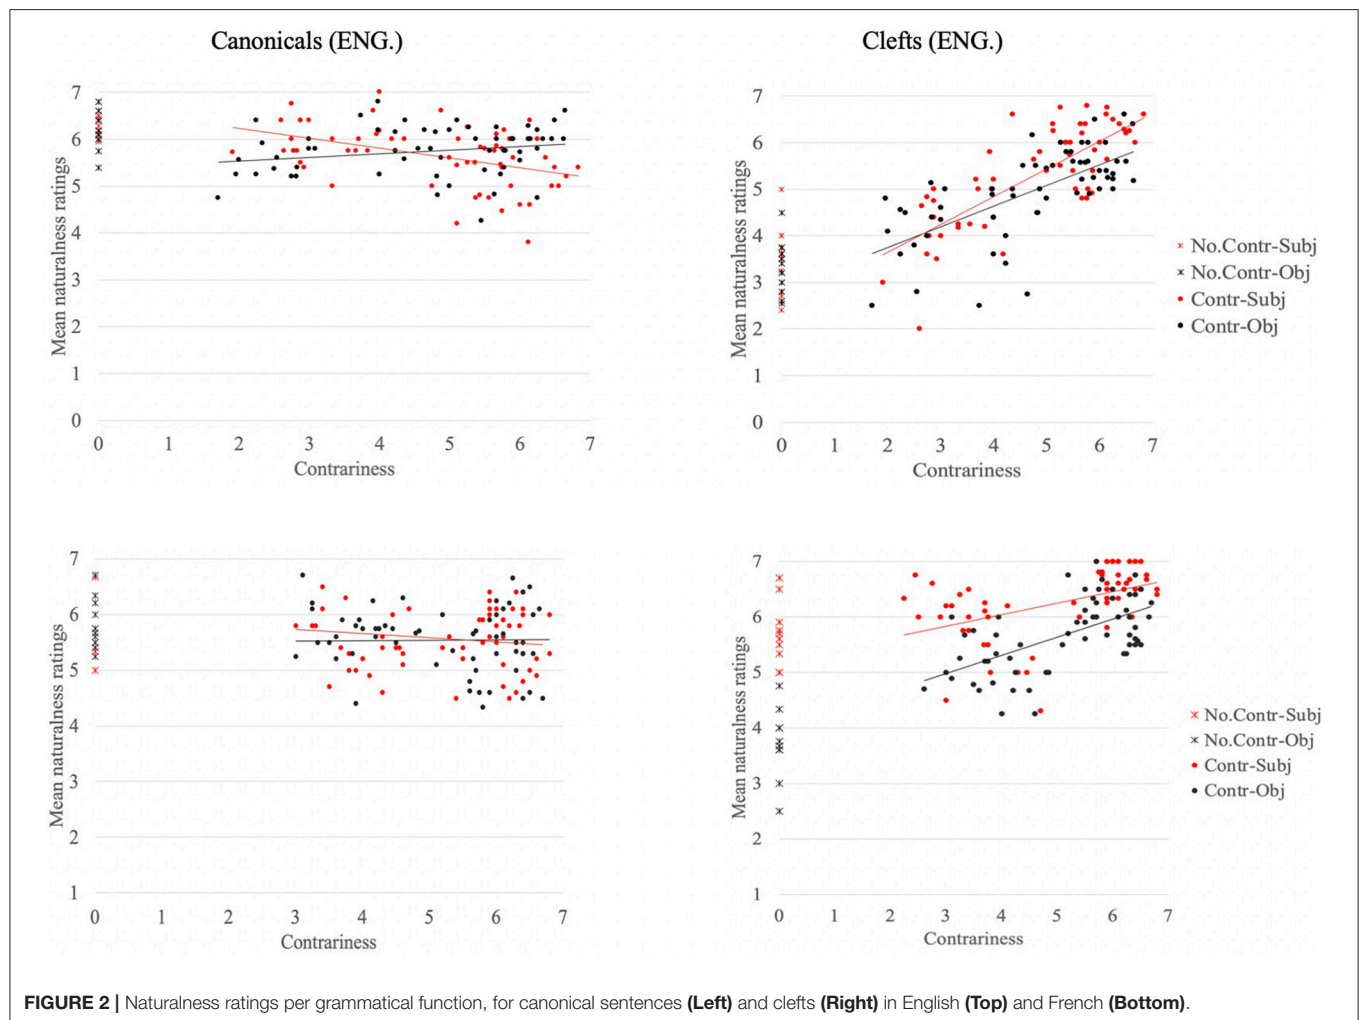 Canonicals (ENG.)
Clefts (ENG.)
7
6
5
4
3
2
1
0
Mean naturalness ratings
0 1 2 3 4 5 6 7
Contrariness
7
6
5
4
3
2
1
0
Mean naturalness ratings
0 1 2 3 4 5 6 7
Contrariness
No.Contr-Subj
No.Contr-Obj
Contr-Subj
Contr-Obj
7
6
5
4
3
2
1
Mean naturalness ratings
0 1 2 3 4 5 6 7
Contrariness
7
6
5
4
3
2
1
Mean naturalness ratings
0 1 2 3 4 5 6 7
Contrariness
No.Contr-Subj
No.Contr-Obj
Contr-Subj
Contr-Obj
FIGURE 2 | Naturalness ratings per grammatical function, for canonical sentences (Left) and clefts (Right) in English (Top) and French (Bottom).